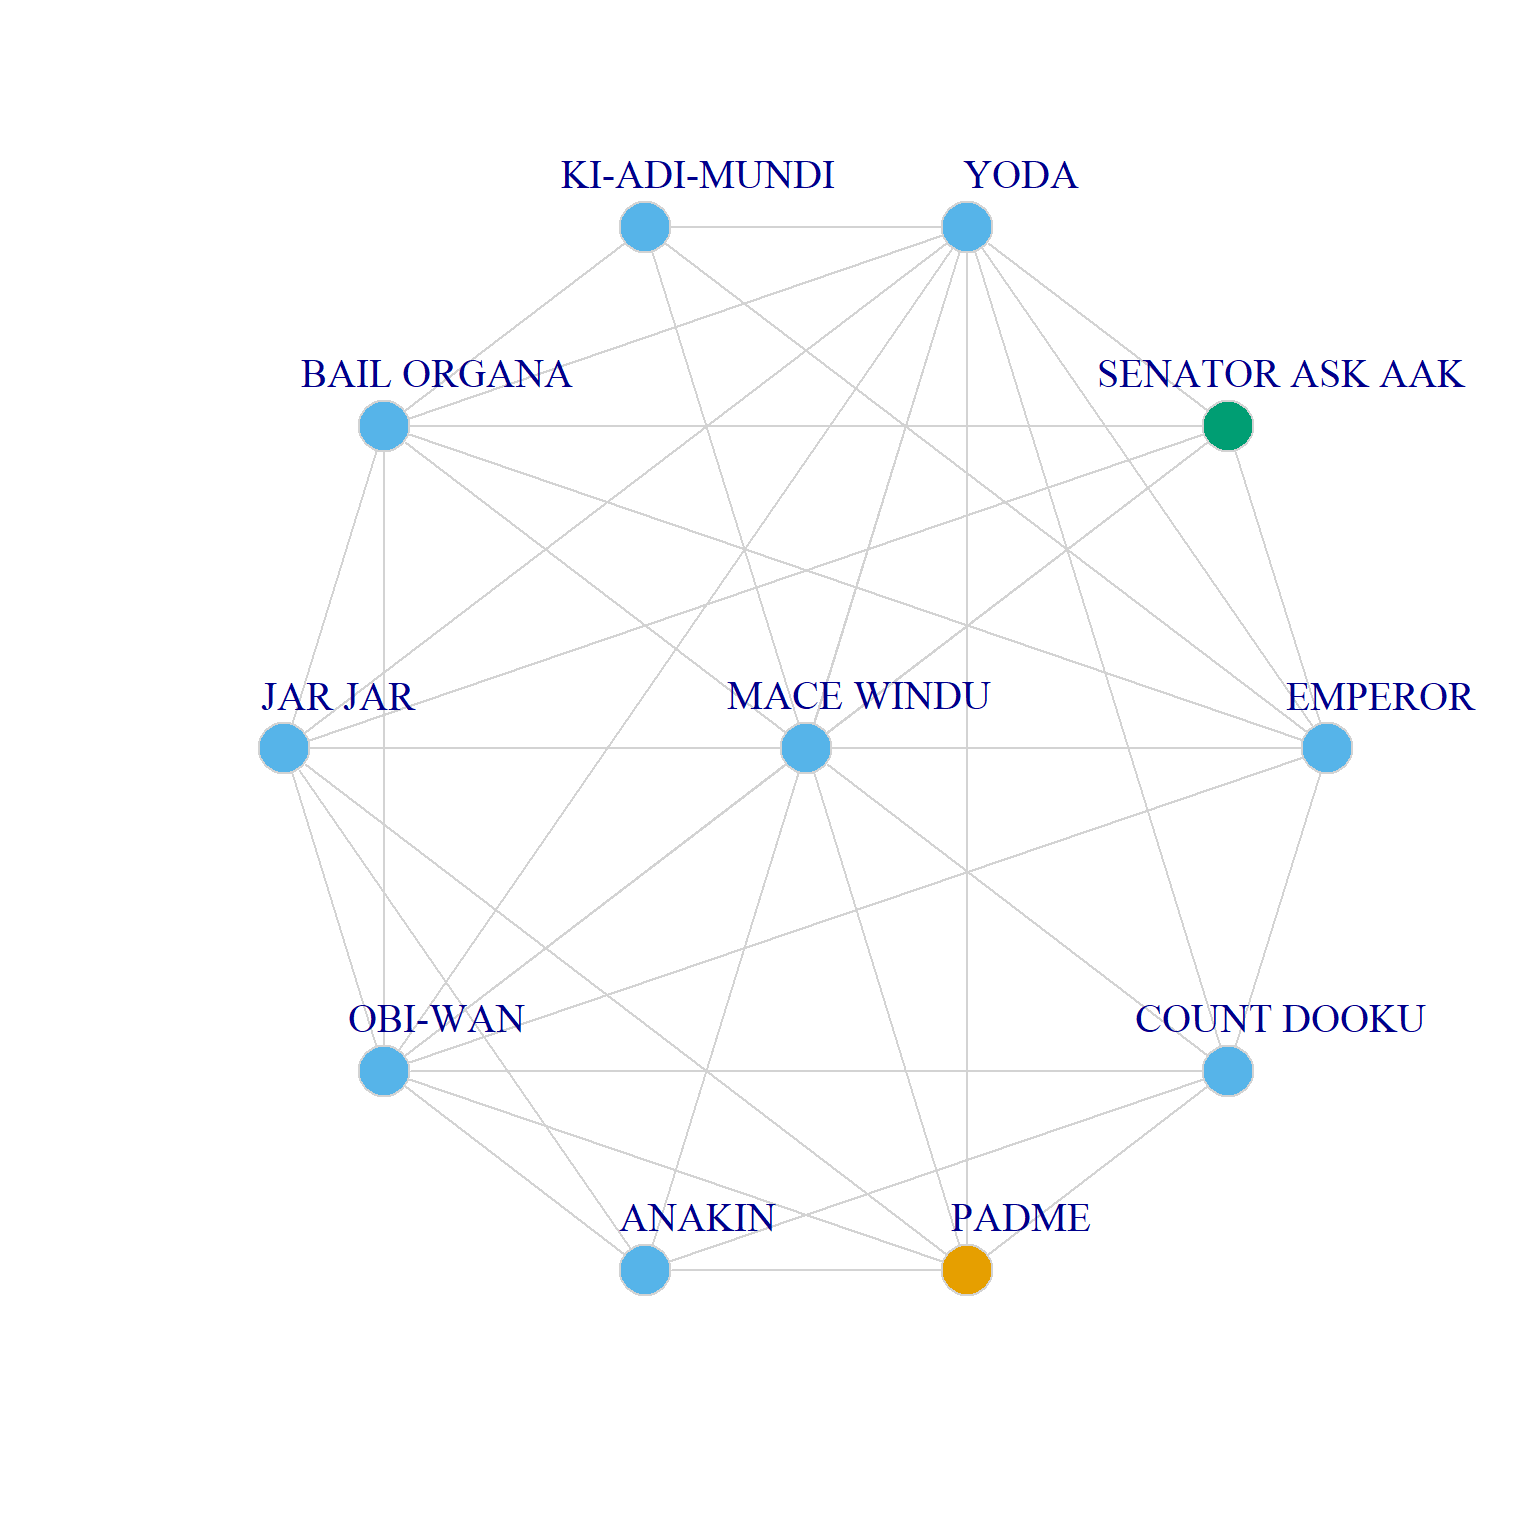 KI-ADI-MUNDI
YODA
BAIL ORGANA
SENATOR ASK AAK
JAR JAR
MACE WINDU
EMPEROR
OBI-WAN
COUNT DOOKU
ANAKIN
PADME